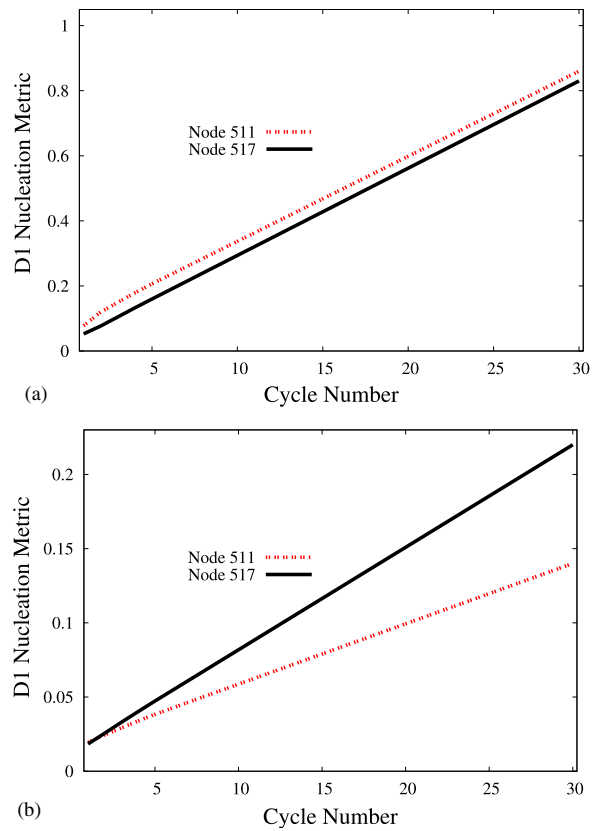 1
0.8
0.6
0.4
0.2
0
D1 Nucleation Metric
Node 511
Node 517
5 10 15 20 25 30
Cycle Number
(a)
0.2
0.15
0.1
0.05
0
D1 Nucleation Metric
Node 511
Node 517
5 10 15 20 25 30
Cycle Number
(b)